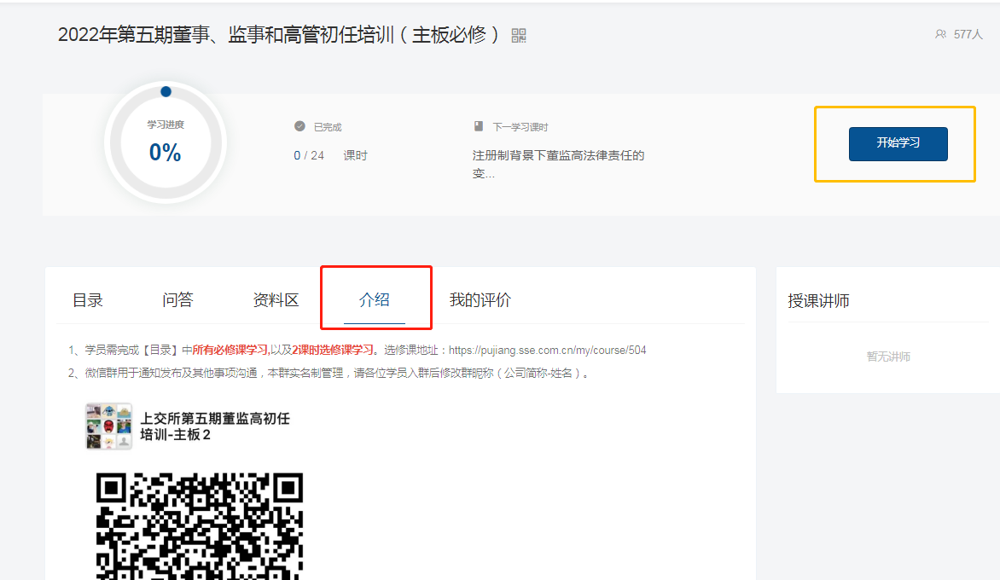 2022年第五期董事、监事和高管初任培训（主板必修）
577人
学习进度
0%
已完成
0 / 24 课时
下一学习课时
注册制背景下董监高法律责任的
变...
开始学习
目录 问答 资料区 介绍 我的评价
1、学员需完成【目录】中所有必修课学习,以及2课时选修课学习。选修课地址：https://pujiang.sse.com.cn/my/course/504
2、微信群用于通知发布及其他事项沟通，本群实名制管理，请各位学员入群后修改群昵称（公司简称-姓名）。
上交所第五期董监高初任
培训-主板2
授课讲师
暂无讲师